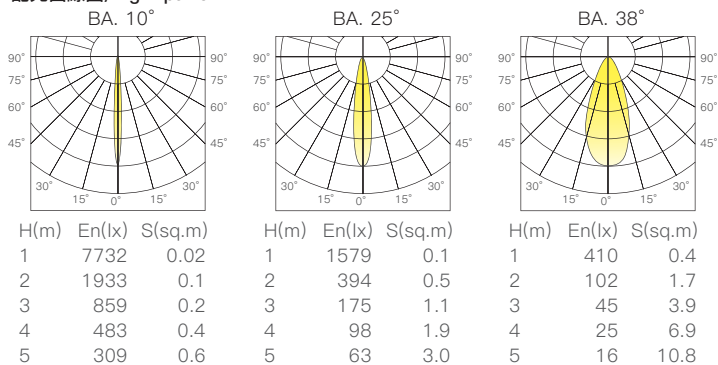 BA. 10° BA. 25° BA. 38°
90° 90° 90° 90° 90° 90°
75° 75° 75° 75° 75° 75°
60° 60° 60° 60° 60° 60°
45° 45° 45° 45° 45° 45°
30° 30° 30° 30° 30° 30°
15° 0° 15° 15° 0° 15° 15° 0° 15°
H(m) En(lx) S(sq.m) H(m) En(lx) S(sq.m) H(m) En(lx) S(sq.m)
1 7732 0.02 1 1579 0.1 1 410 0.4
2 1933 0.1 2 394 0.5 2 102 1.7
3 859 0.2 3 175 1.1 3 45 3.9
4 483 0.4 4 98 1.9 4 25 6.9
5 309 0.6 5 63 3.0 5 16 10.8